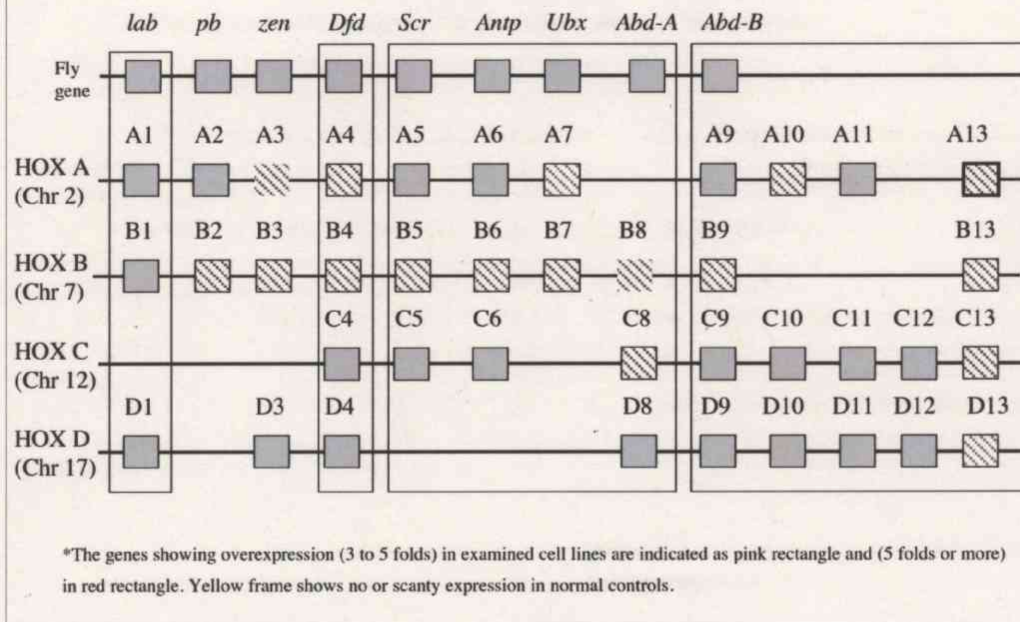 lab pb zen Dfd Scr Antp Ubx Abd-A Abd-B
Fly
gene
A1 A2 A3 A4 A5 A6 A7 A9 A10 A11 A13
HOX A
(Chr 2)
B1 B2 B3 B4 B5 B6 B7 B8 B9 B13
HOX B
(Chr 7)
C4 C5 C6 C8 C9 C10 C11 C12 C13
HOX C
(Chr 12)
D1 D3 D4 D8 D9 D10 D11 D12 D13
HOX D
(Chr 17)
*The genes showing overexpression (3 to 5 folds) in examined cell lines are indicated as pink rectangle and (5 folds or more)
in red rectangle. Yellow frame shows no or scanty expression in normal controls.